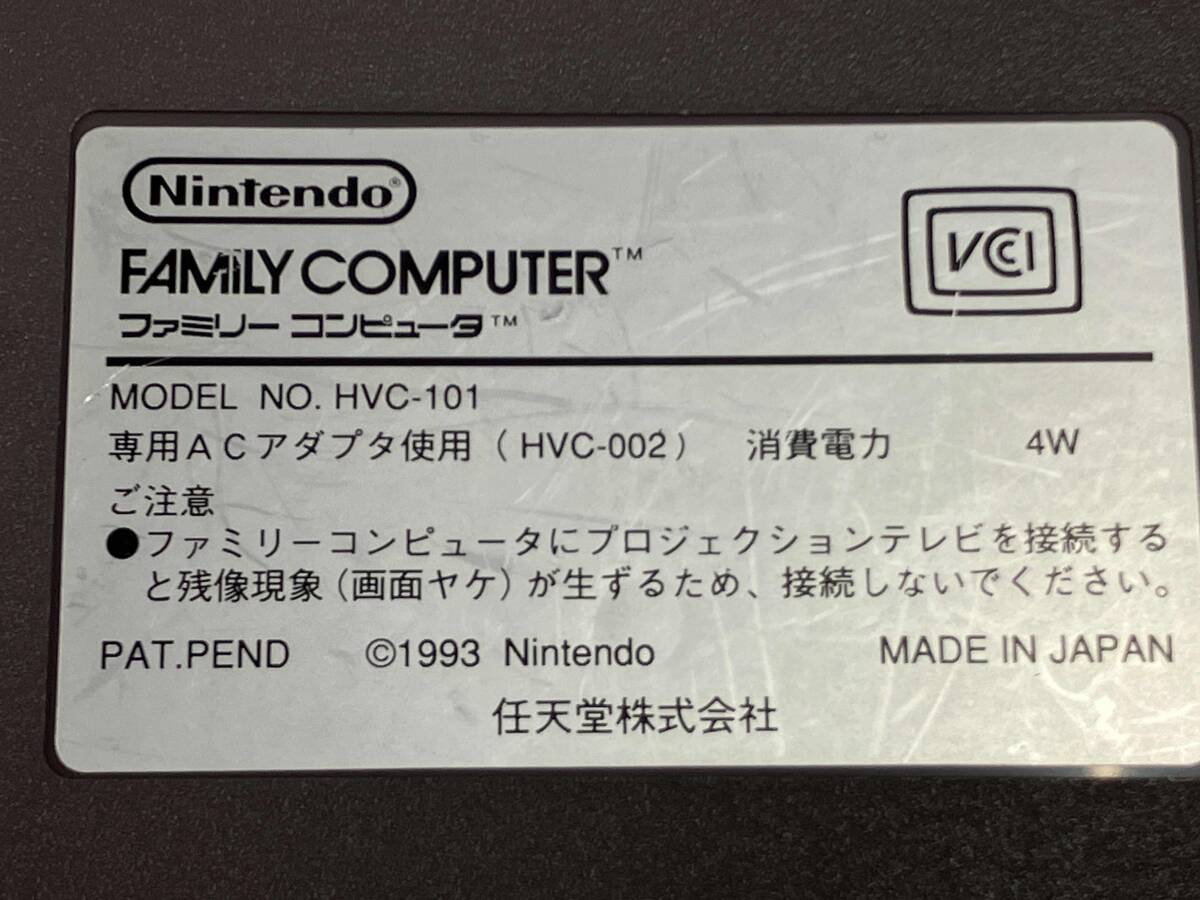 Nintendo®
FAMILY COMPUTER™
VCCI
ファミリー コンピュータ™
MODEL NO. HVC-101
専用ACアダプタ使用(HVC-002) 消費電力 4W
ご注意
●ファミリーコンピュータにプロジェクションテレビを接続する
と残像現象(画面ヤケ)が生ずるため、接続しないでください。
PAT.PEND ©1993 Nintendo MADE IN JAPAN
任天堂株式会社